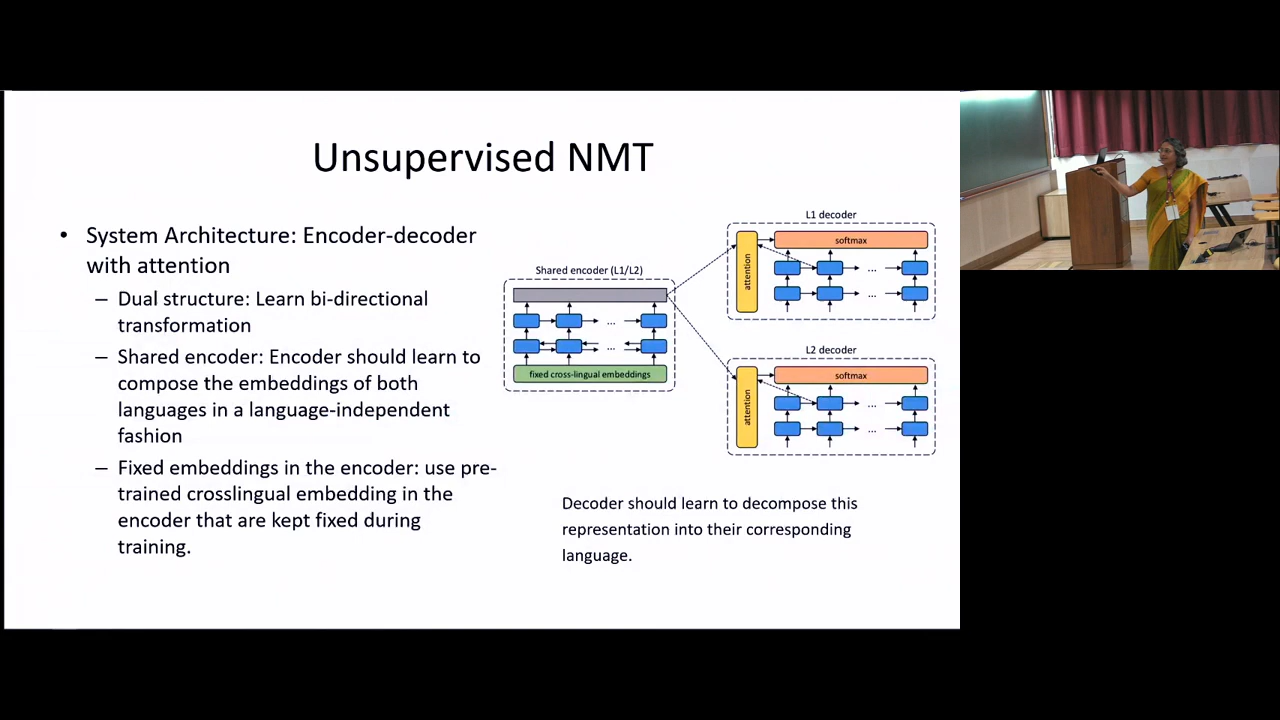 Unsupervised NMT
• System Architecture: Encoder-decoder
with attention
– Dual structure: Learn bi-directional
transformation
– Shared encoder: Encoder should learn to
compose the embeddings of both
languages in a language-independent
fashion
– Fixed embeddings in the encoder: use pre-
trained crosslingual embedding in the
encoder that are kept fixed during
training.
Shared encoder (L1/L2)
...
...
fixed cross-lingual embeddings
L1 decoder
attention
softmax
...
...
L2 decoder
attention
softmax
...
...
Decoder should learn to decompose this
representation into their corresponding
language.